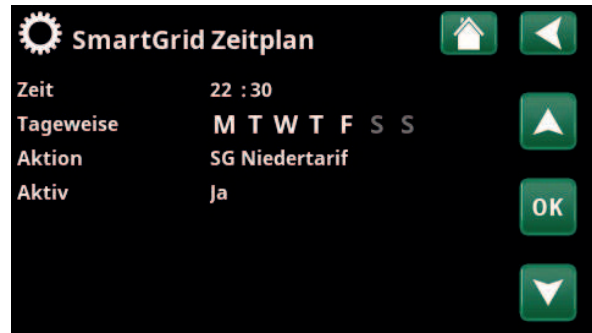 SmartGrid Zeitplan
Zeit 22 :30
Tageweise M T W T F S S
Aktion SG Niedertarif
Aktiv Ja
OK